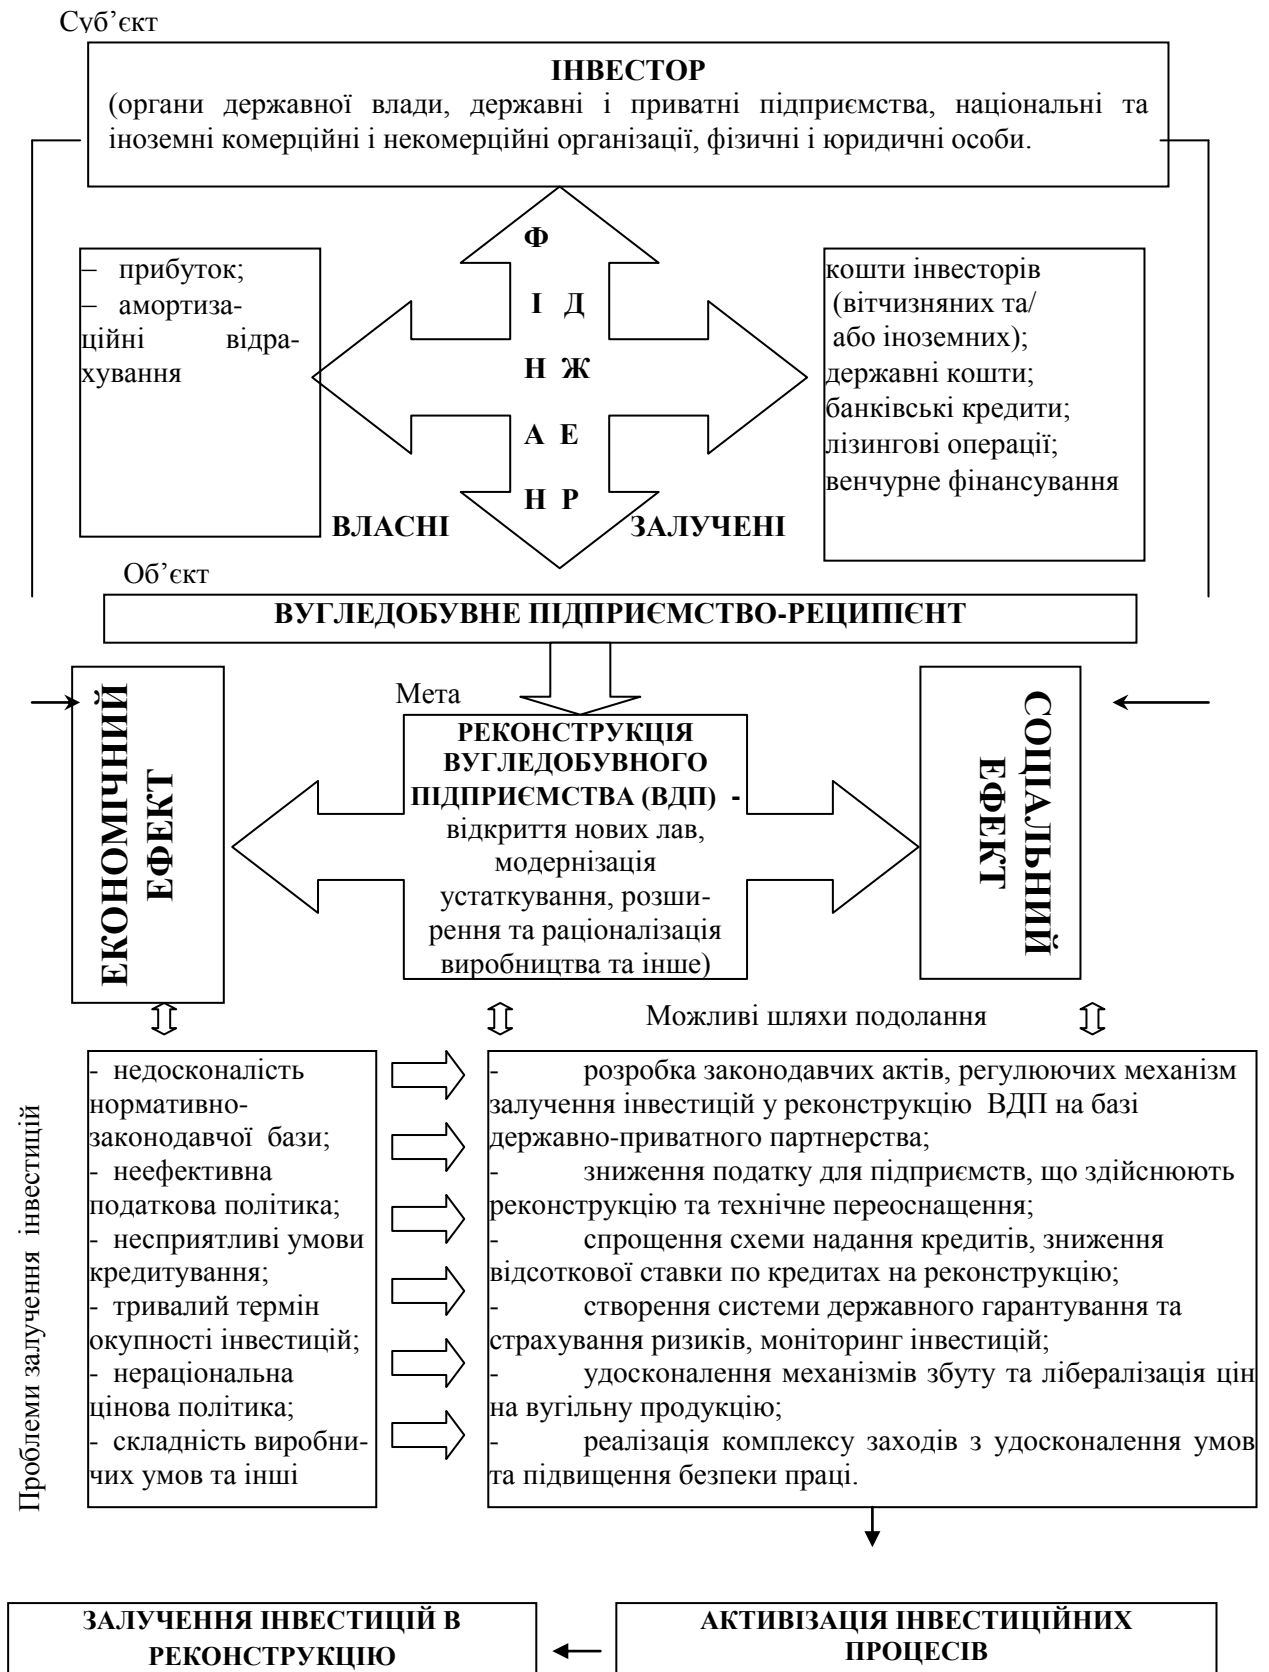 Суб’єкт
ІНВЕСТОР
(органи державної влади, державні і приватні підприємства, національні та
іноземні комерційні і некомерційні організації, фізичні і юридичні особи.
– прибуток;
– амортиза-
ційні відра-
хування
Ф
І Д
Н Ж
А Е
Н Р
кошти інвесторів
(вітчизняних та/
або іноземних);
державні кошти;
банківські кредити;
лізингові операції;
венчурне фінансування
ВЛАСНІ
ЗАЛУЧЕНІ
Об’єкт
ВУГЛЕДОБУВНЕ ПІДПРИЄМСТВО-РЕЦИПІЄНТ
ЕКОНОМІЧНИЙ
ЕФЕКТ
Мета
РЕКОНСТРУКЦІЯ
ВУГЛЕДОБУВНОГО
ПІДПРИЄМСТВА (ВДП) -
відкриття нових лав,
модернізація
устаткування, розши-
рення та раціоналізація
виробництва та інше)
СОЦІАЛЬНИЙ
ЕФЕКТ
Можливі шляхи подолання
Проблеми залучення інвестицій
- недосконалість
нормативно-
законодавчої бази;
- неефективна
податкова політика;
- несприятливі умови
кредитування;
- тривалий термін
окупності інвестицій;
- нераціональна
цінова політика;
- складність виробни-
чих умов та інші
- розробка законодавчих актів, регулюючих механізм
залучення інвестицій у реконструкцію ВДП на базі
державно-приватного партнерства;
- зниження податку для підприємств, що здійснюють
реконструкцію та технічне переоснащення;
- спрощення схеми надання кредитів, зниження
відсоткової ставки по кредитах на реконструкцію;
- створення системи державного гарантування та
страхування ризиків, моніторинг інвестицій;
- удосконалення механізмів збуту та лібералізація цін
на вугільну продукцію;
- реалізація комплексу заходів з удосконалення умов
та підвищення безпеки праці.
ЗАЛУЧЕННЯ ІНВЕСТИЦІЙ В
РЕКОНСТРУКЦІЮ
АКТИВІЗАЦІЯ ІНВЕСТИЦІЙНИХ
ПРОЦЕСІВ